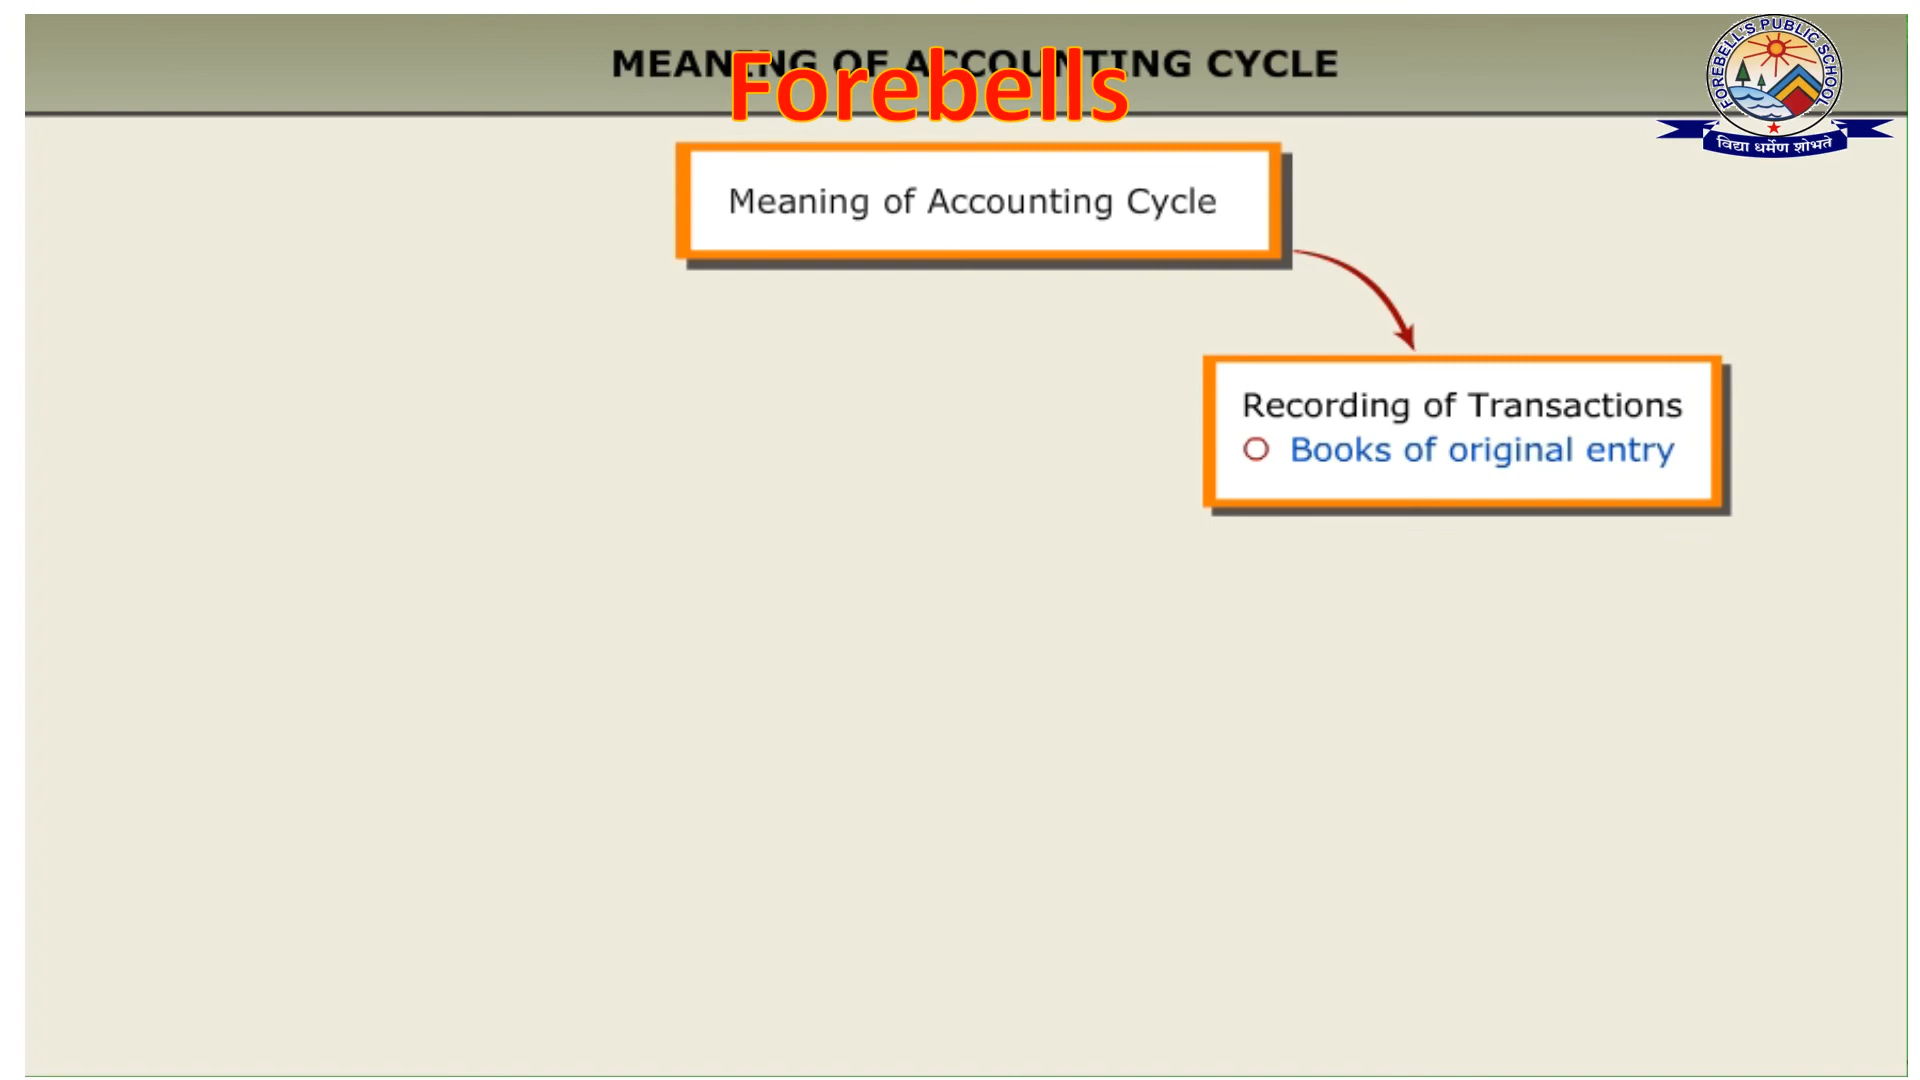 MEANING OF ACCOUNTING CYCLE
Forebells
FOREBELL'S PUBLIC SCHOOL
विद्या धर्मेण शोभते
Meaning of Accounting Cycle
Recording of Transactions
Books of original entry